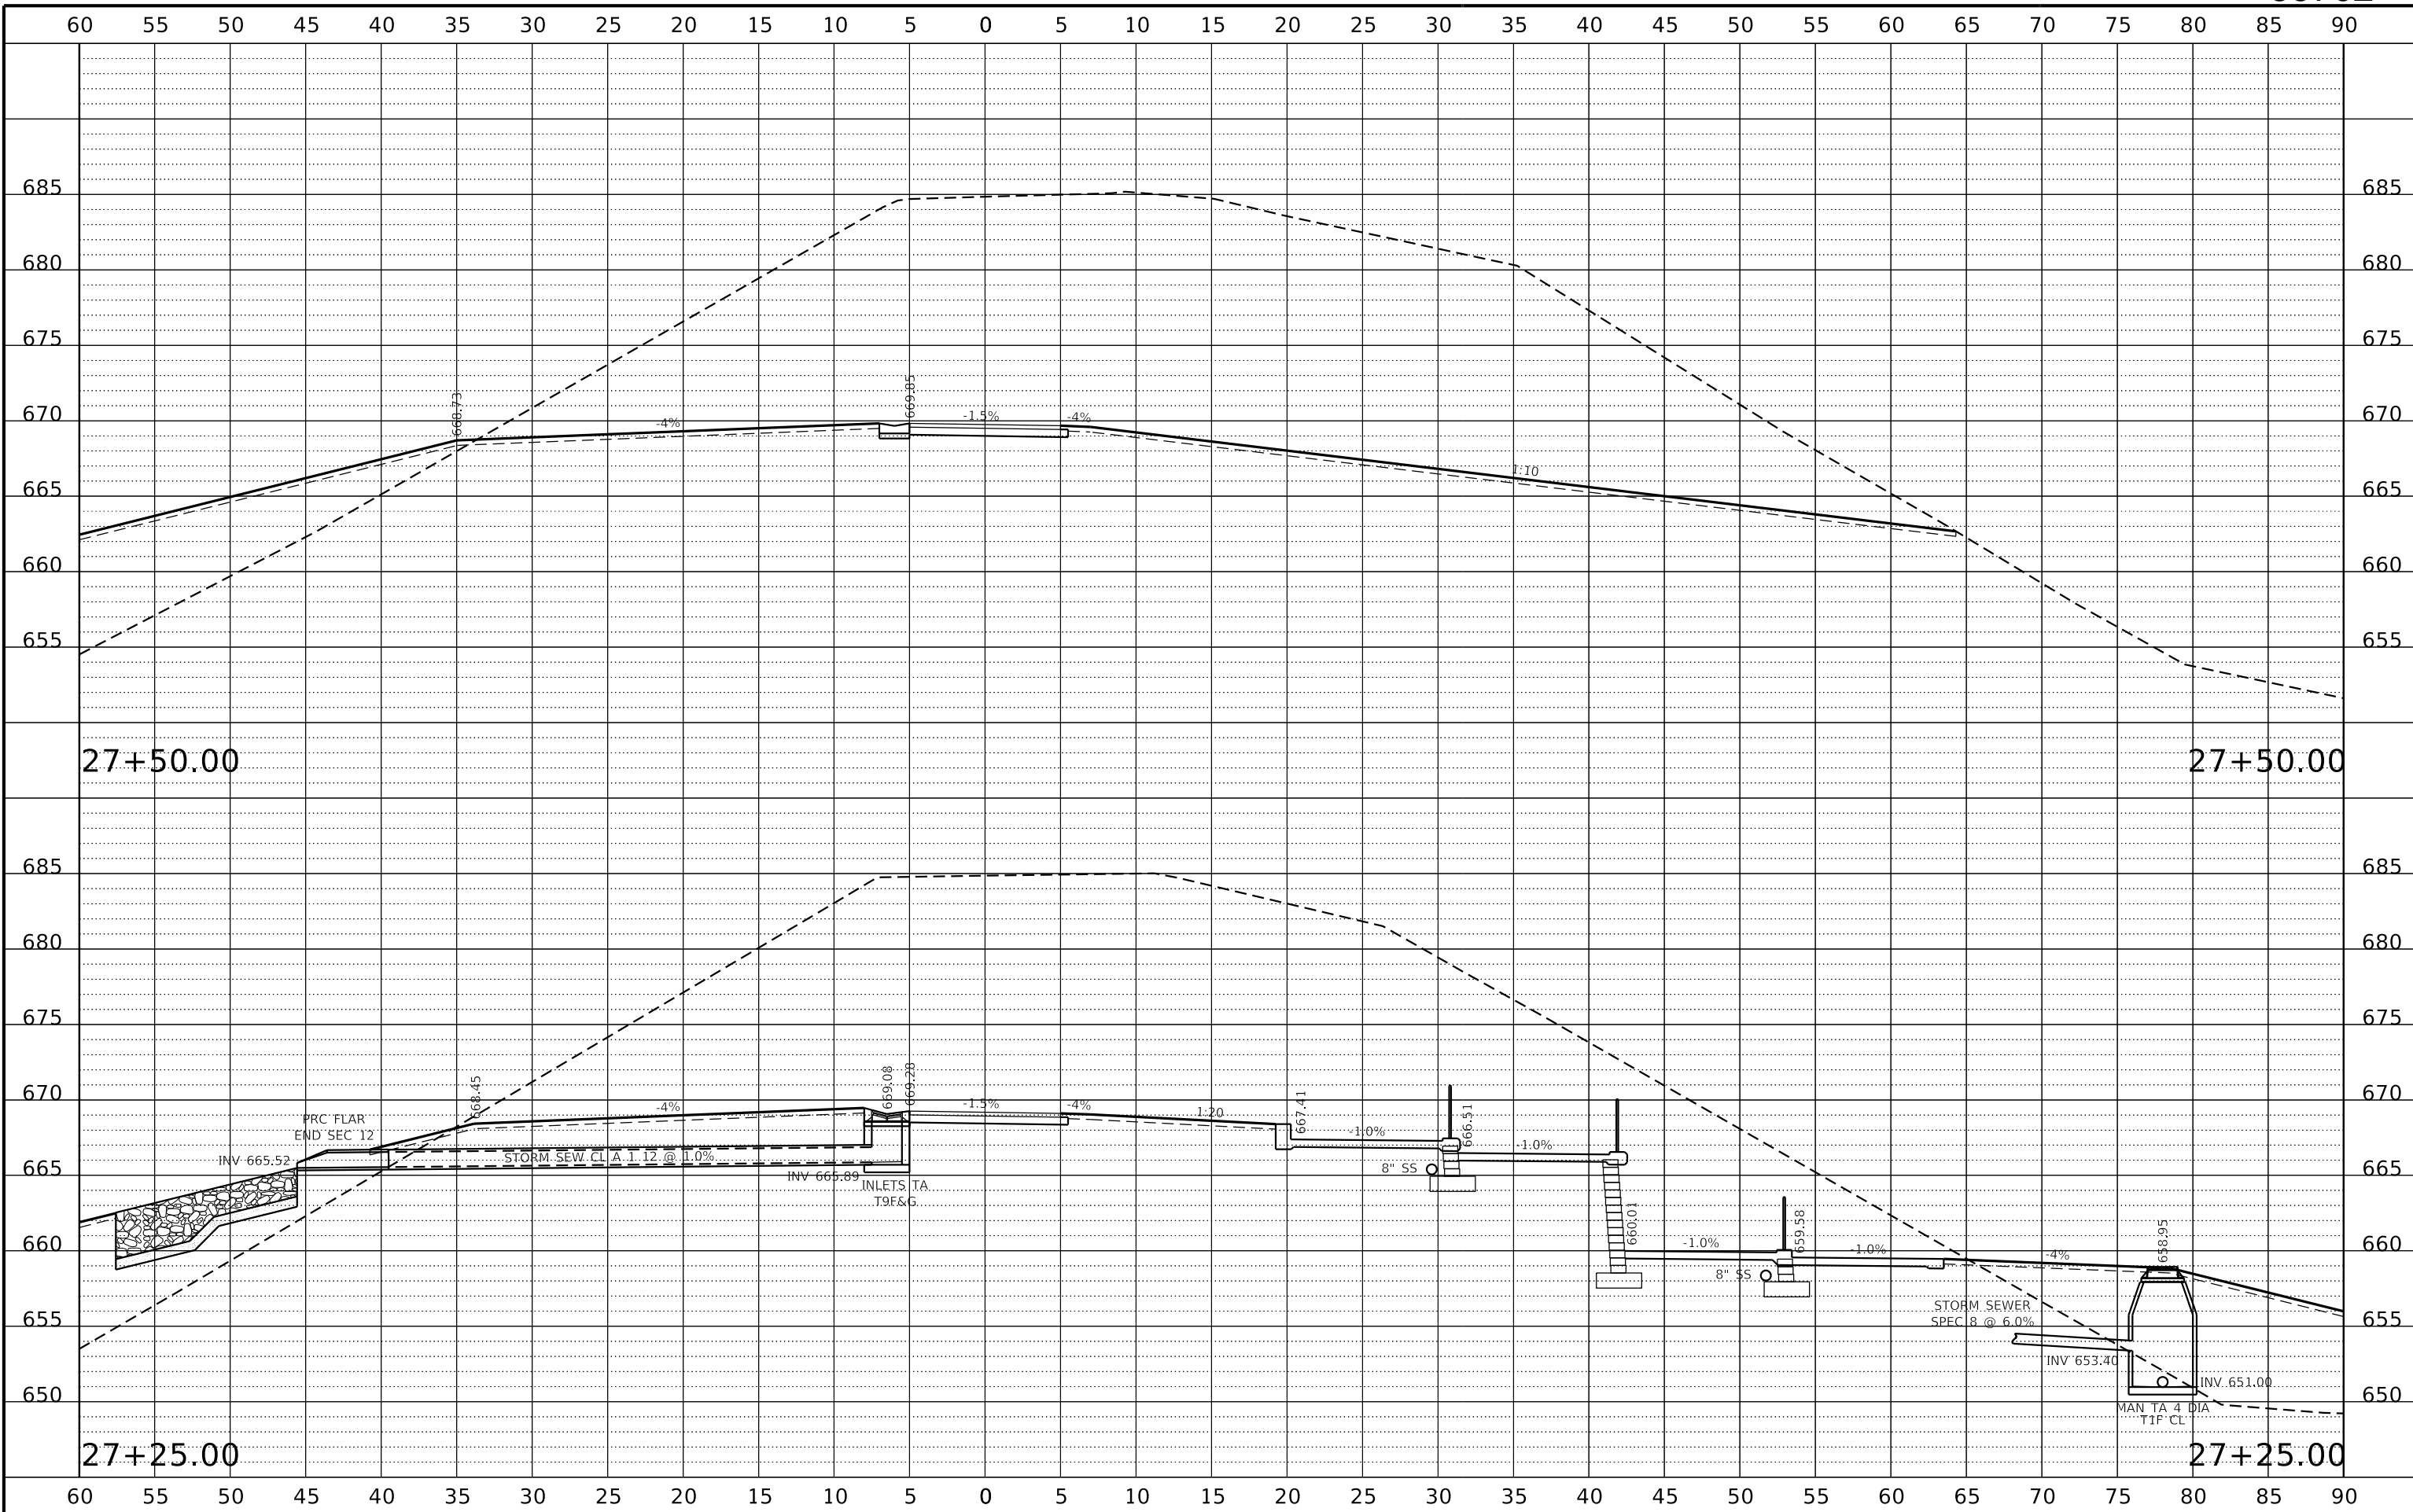 60 55 50 45 40 35 30 25 20 15 10 5 0 5 10 15 20 25 30 35 40 45 50 55 60 65 70 75 80 85 90
685 685
680 680
675 675
668.73
669.85
670 -4% -1.5% -4% 670
1:10
665 665
660 660
655 655
27+50.00 27+50.00
685 685
680 680
675 675
668.45
669.08
669.28
670 -4% -1.5% -4% 1:20 670
667.41
666.51
PRC FLAR
END SEC 12
-1.0%
-1.0%
INV 665.52
STORM SEW CL A 1 12 @ 1.0%
665 INV 665.89 8" SS 665
INLETS TA
T9F&G
660.01
659.58
658.95
660 -1.0% -1.0% -4% 660
8" SS
STORM SEWER
SPEC 8 @ 6.0%
655 655
INV 653.40
INV 651.00
650 650
MAN TA 4 DIA
T1F CL
27+25.00 27+25.00
60 55 50 45 40 35 30 25 20 15 10 5 0 5 10 15 20 25 30 35 40 45 50 55 60 65 70 75 80 85 90